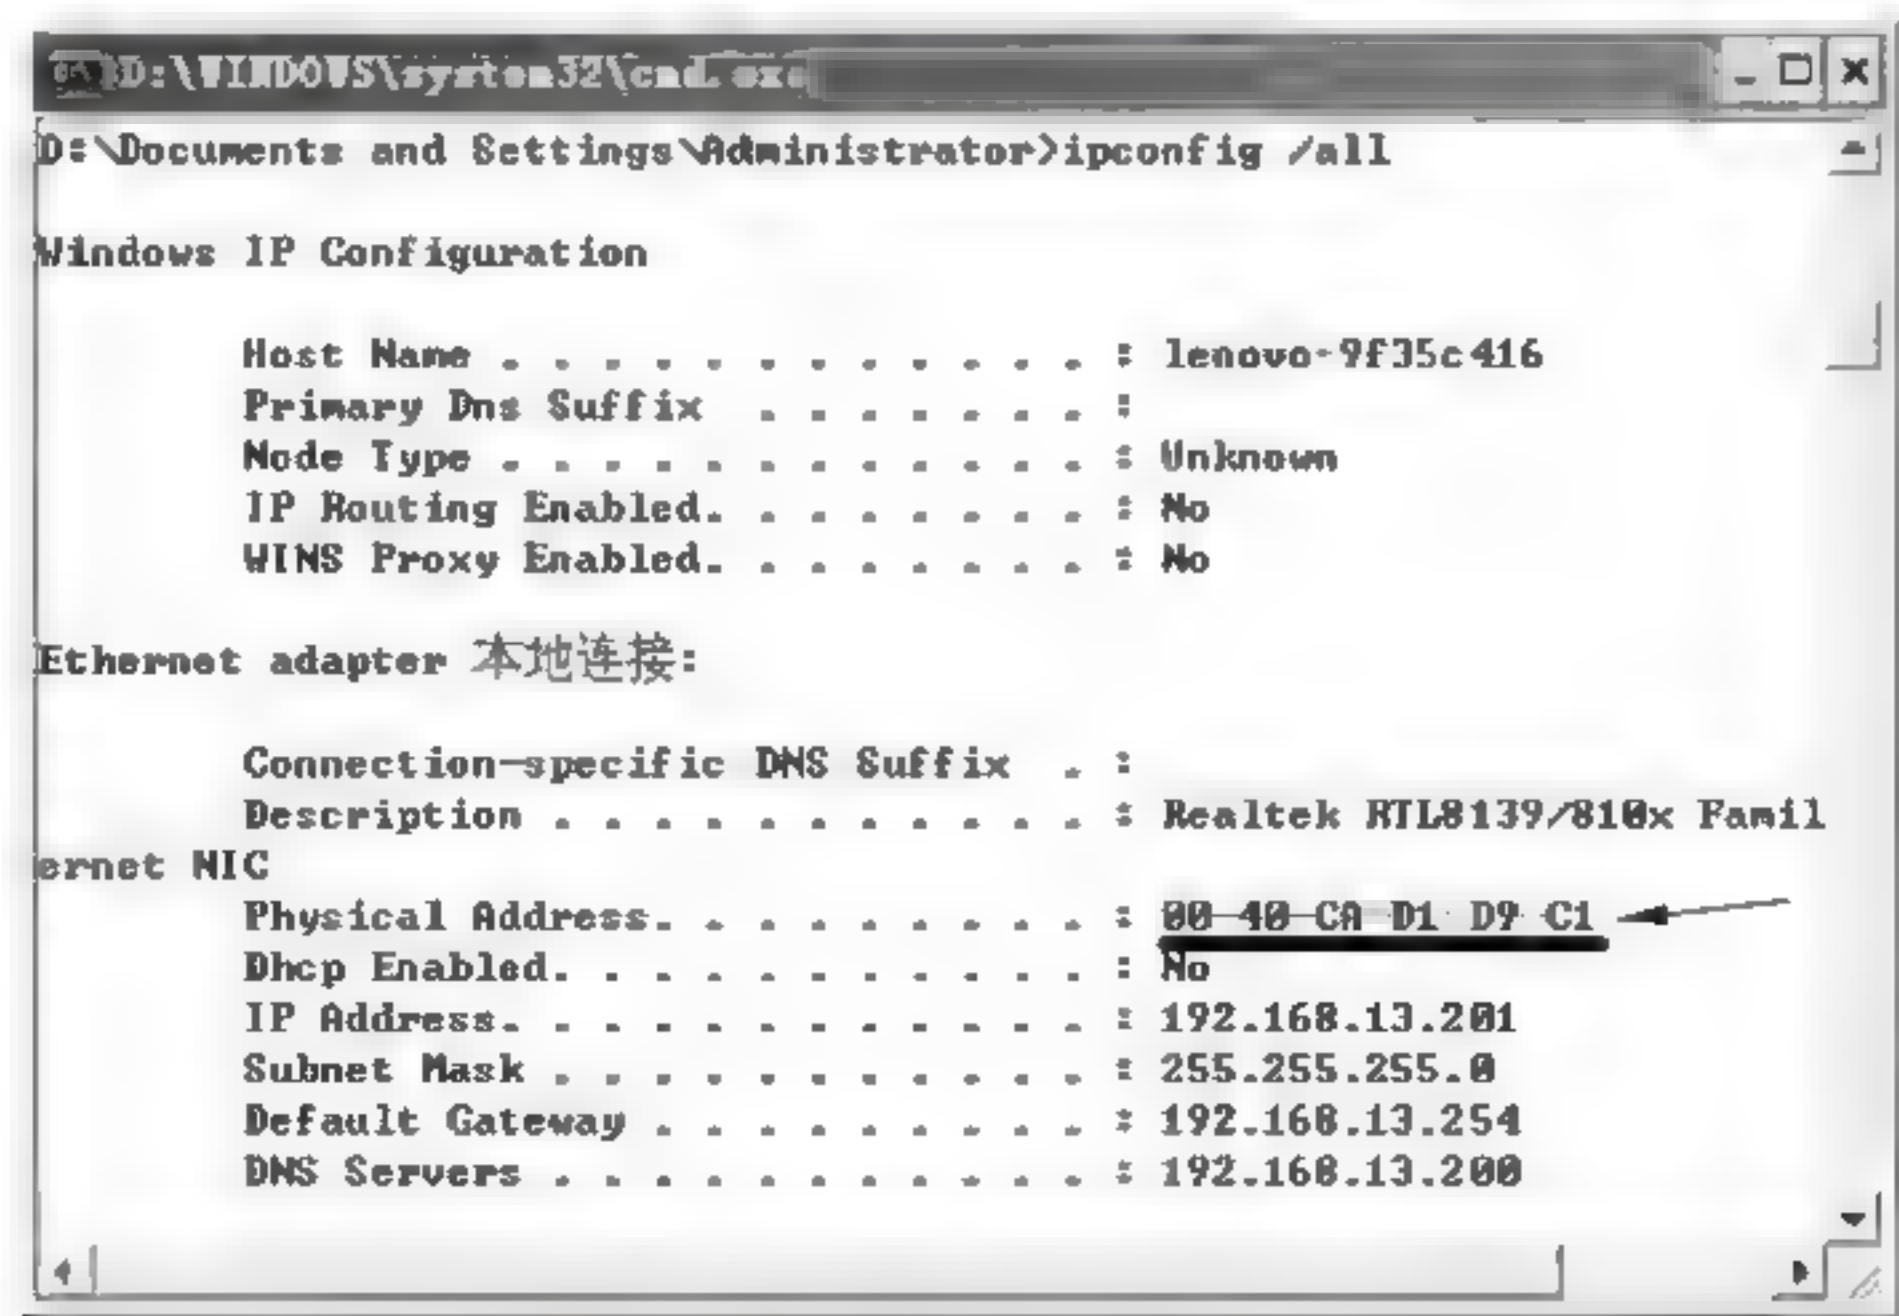 D:\WINDOWS\system32\cmd.exe
D:\Documents and Settings\Administrator>ipconfig /all
Windows IP Configuration
Host Name . . . . . . . . . . . . : lenovo-9f35c416
Primary Dns Suffix . . . . . . . :
Node Type . . . . . . . . . . . . : Unknown
IP Routing Enabled. . . . . . . . : No
WINS Proxy Enabled. . . . . . . . : No
Ethernet adapter 本地连接:
Connection-specific DNS Suffix . :
Description . . . . . . . . . . . : Realtek RTL8139/810x Famil
ernet NIC
Physical Address. . . . . . . . . : 00-40-CA-D1-D9-C1
Dhcp Enabled. . . . . . . . . . . : No
IP Address. . . . . . . . . . . . : 192.168.13.201
Subnet Mask . . . . . . . . . . . : 255.255.255.0
Default Gateway . . . . . . . . . : 192.168.13.254
DNS Servers . . . . . . . . . . . : 192.168.13.200